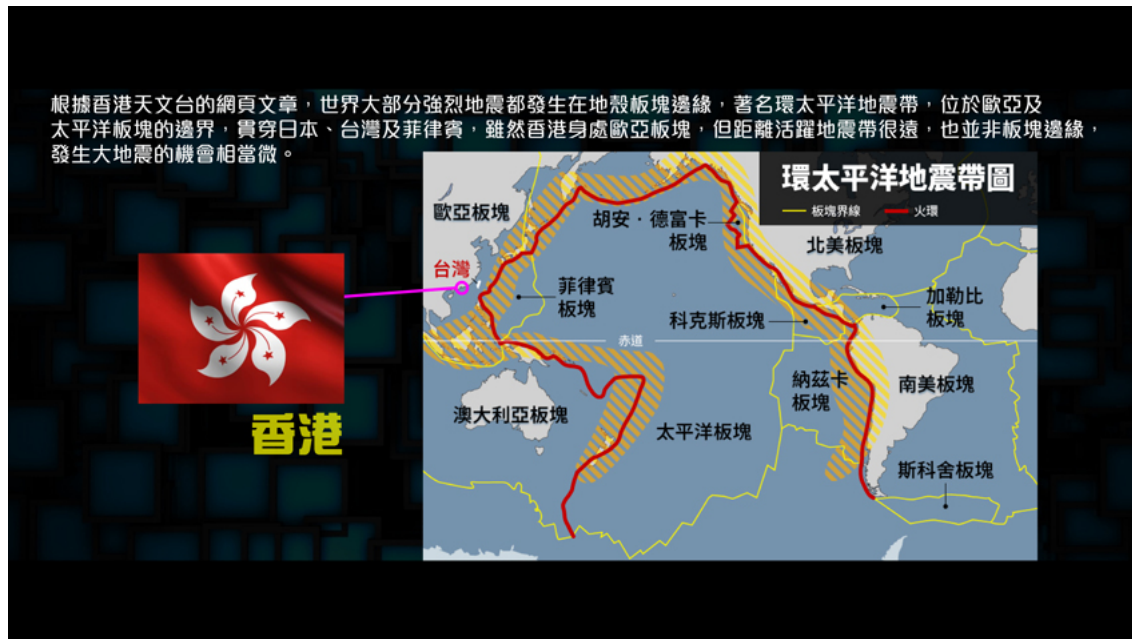 根據香港天文台的網頁文章，世界大部分強烈地震都發生在地殼板塊邊緣，著名環太平洋地震帶，位於歐亞及
太平洋板塊的邊界，貫穿日本、台灣及菲律賓，雖然香港身處歐亞板塊，但距離活躍地震帶很遠，也並非板塊邊緣，
發生大地震的機會相當微。
環太平洋地震帶圖
板塊界線
火環
歐亞板塊
胡安．德富卡
板塊
北美板塊
台灣
菲律賓
板塊
加勒比
板塊
科克斯板塊
赤道
納茲卡
板塊
南美板塊
澳大利亞板塊
太平洋板塊
斯科舍板塊
香港